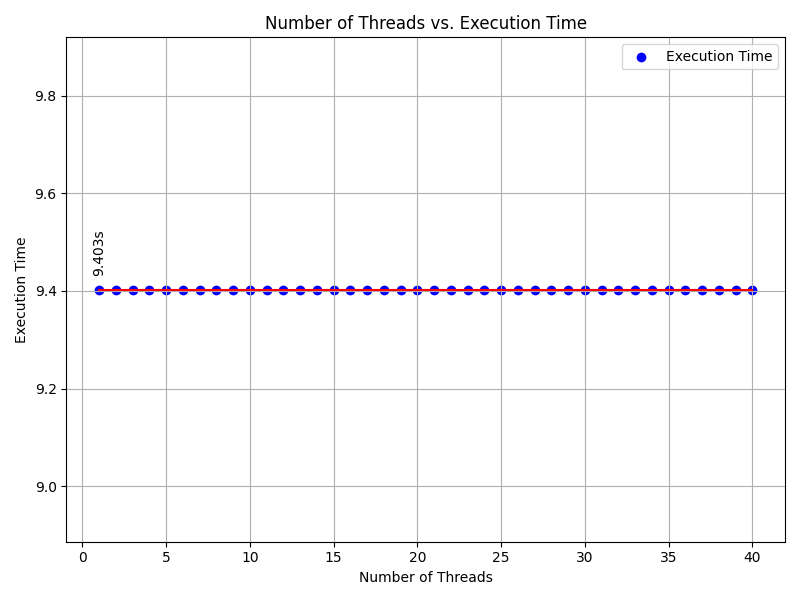 Number of Threads vs. Execution Time
Execution Time
9.8
9.6
9.4
9.2
9.0
Execution Time
9.403s
0 5 10 15 20 25 30 35 40
Number of Threads